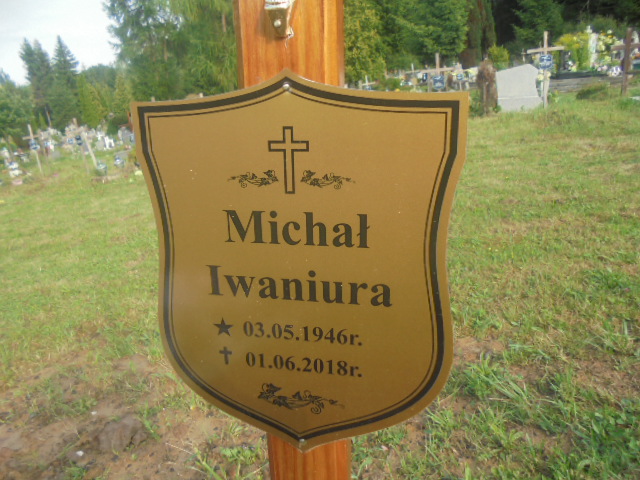 Michał
Iwaniura
★ 03.05.1946r.
✝ 01.06.2018r.